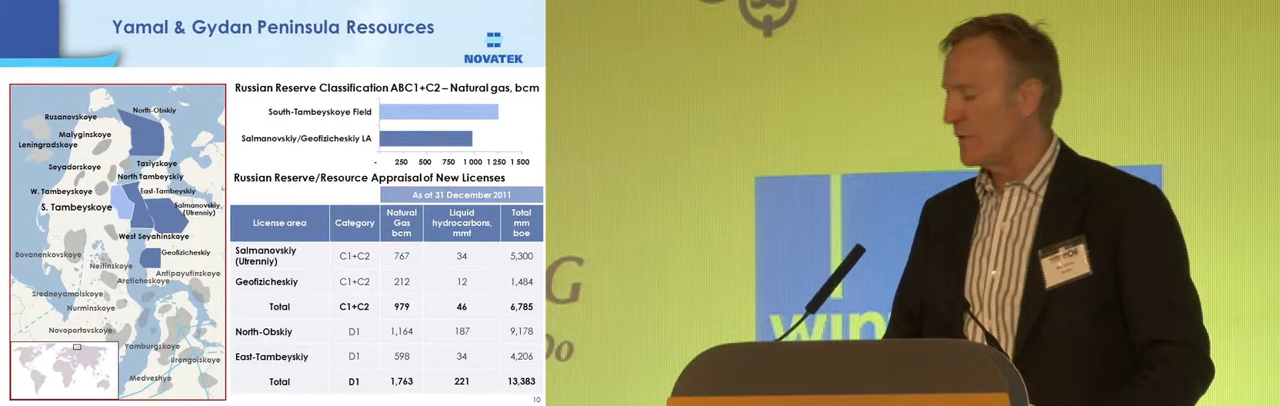 Yamal & Gydan Peninsula Resources
NOVATEK
Russian Reserve Classification ABC1+C2 – Natural gas, bcm
South-Tambeyskoye Field
Salmanovskiy/Geofizicheskiy LA
- 250 500 750 1 000 1 250 1 500
Russian Reserve/Resource Appraisal of New Licenses
As at 31 December 2011
License area Category Natural Gas bcm Liquid hydrocarbons, mmt Total mm boe
Salmanovskiy (Utrenniy) C1+C2 767 34 5,300
Geofizicheskiy C1+C2 212 12 1,484
Total C1+C2 979 46 6,785
North-Obskiy D1 1,164 187 9,178
East-Tambeyskiy D1 598 34 4,206
Total D1 1,763 221 13,383
10
North-Obskiy
Rusanovskoye
Malyginskoye
Leningradskoye
Tasiyskoye
Seyadorskoye
North Tambeyskiy
W. Tambeyskoye
East-Tambeyskiy
S. Tambeyskoye
Salmanovskiy
(Utrenniy)
West Seyahinskoye
Bovanenkovskoye
Geofizicheskiy
Neitinskoye
Antipayutinskoye
Arcticheskoye
Sredneyamalskoye
Nurminskoye
Novoportovskoye
Yamburgskoye
Urengoiskoye
Medvezhye
G
Do
win